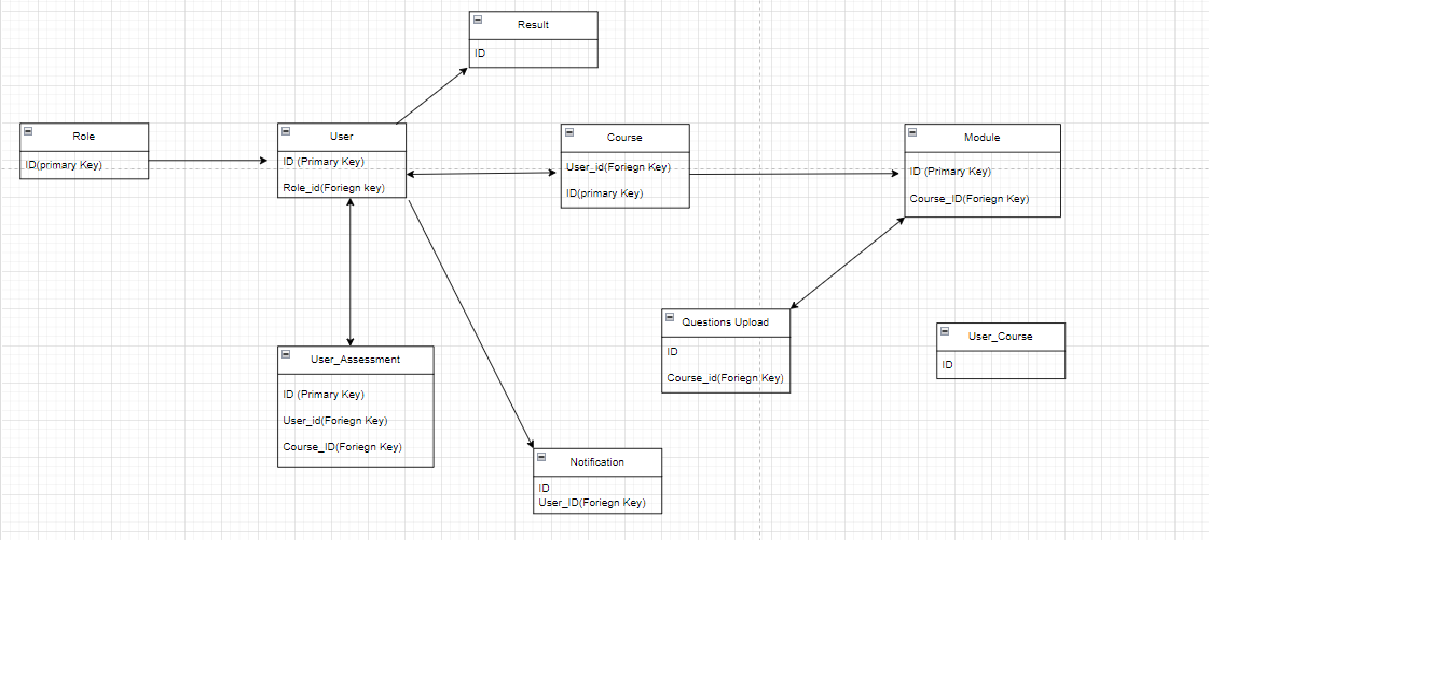 Result
ID
Role
ID(primary Key)
User
ID (Primary Key)
Role_id(Foriegn key)
Course
User_id(Foriegn Key)
ID(primary Key)
Module
ID (Primary Key)
Course_ID(Foriegn Key)
Questions Upload
ID
Course_id(Foriegn Key)
User_Course
ID
User_Assessment
ID (Primary Key)
User_id(Foriegn Key)
Course_ID(Foriegn Key)
Notification
ID
User_ID(Foriegn Key)